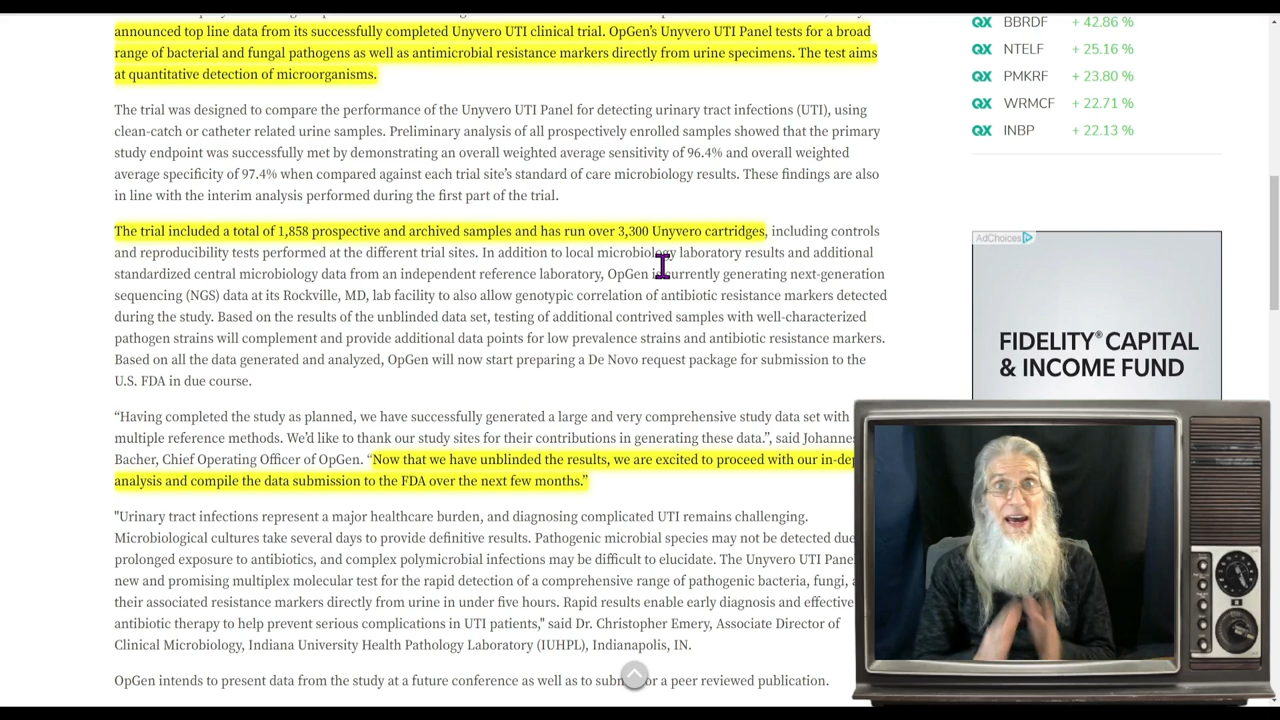 announced top line data from its successfully completed Unyvero UTI clinical trial. OpGen's Unyvero UTI Panel tests for a broad
range of bacterial and fungal pathogens as well as antimicrobial resistance markers directly from urine specimens. The test aims
at quantitative detection of microorganisms.
The trial was designed to compare the performance of the Unyvero UTI Panel for detecting urinary tract infections (UTI), using
clean-catch or catheter related urine samples. Preliminary analysis of all prospectively enrolled samples showed that the primary
study endpoint was successfully met by demonstrating an overall weighted average sensitivity of 96.4% and overall weighted
average specificity of 97.4% when compared against each trial site's standard of care microbiology results. These findings are also
in line with the interim analysis performed during the first part of the trial.
The trial included a total of 1,858 prospective and archived samples and has run over 3,300 Unyvero cartridges, including controls
and reproducibility tests performed at the different trial sites. In addition to local microbiology laboratory results and additional
standardized central microbiology data from an independent reference laboratory, OpGen is currently generating next-generation
sequencing (NGS) data at its Rockville, MD, lab facility to also allow genotypic correlation of antibiotic resistance markers detected
during the study. Based on the results of the unblinded data set, testing of additional contrived samples with well-characterized
pathogen strains will complement and provide additional data points for low prevalence strains and antibiotic resistance markers.
Based on all the data generated and analyzed, OpGen will now start preparing a De Novo request package for submission to the
U.S. FDA in due course.
“Having completed the study as planned, we have successfully generated a large and very comprehensive study data set with
multiple reference methods. We'd like to thank our study sites for their contributions in generating these data.”, said Johannes
Bacher, Chief Operating Officer of OpGen. “Now that we have unblinded the results, we are excited to proceed with our in-dep
analysis and compile the data submission to the FDA over the next few months.”
"Urinary tract infections represent a major healthcare burden, and diagnosing complicated UTI remains challenging.
Microbiological cultures take several days to provide definitive results. Pathogenic microbial species may not be detected due
prolonged exposure to antibiotics, and complex polymicrobial infections may be difficult to elucidate. The Unyvero UTI Pane
new and promising multiplex molecular test for the rapid detection of a comprehensive range of pathogenic bacteria, fungi, a
their associated resistance markers directly from urine in under five hours. Rapid results enable early diagnosis and effective
antibiotic therapy to help prevent serious complications in UTI patients," said Dr. Christopher Emery, Associate Director of
Clinical Microbiology, Indiana University Health Pathology Laboratory (IUHPL), Indianapolis, IN.
OpGen intends to present data from the study at a future conference as well as to subm or a peer reviewed publication.
QX BBRDF + 42.86 %
QX NTELF + 25.16 %
QX PMKRF + 23.80 %
QX WRMCF + 22.71 %
QX INBP + 22.13 %
AdChoices
FIDELITY® CAPITAL
& INCOME FUND